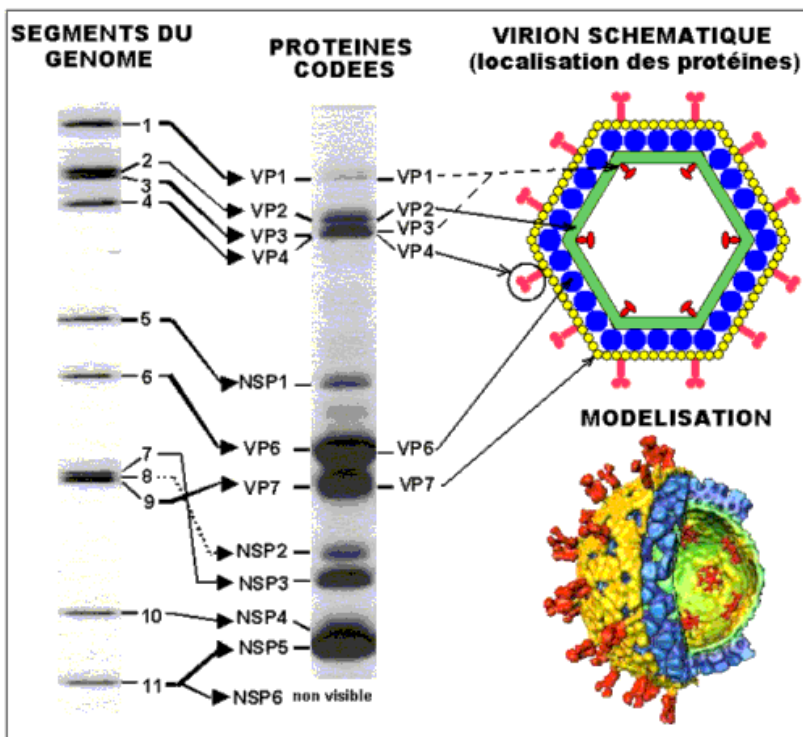 SEGMENTS DU
GENOME
PROTEINES
CODEES
VIRION SCHEMATIQUE
(localisation des protéines)
1
2
3
4
5
6
7
8
9
10
11
VP1
VP2
VP3
VP4
NSP1
VP6
VP7
NSP2
NSP3
NSP4
NSP5
NSP6 non visible
VP1
VP2
VP3
VP4
VP6
VP7
MODELISATION